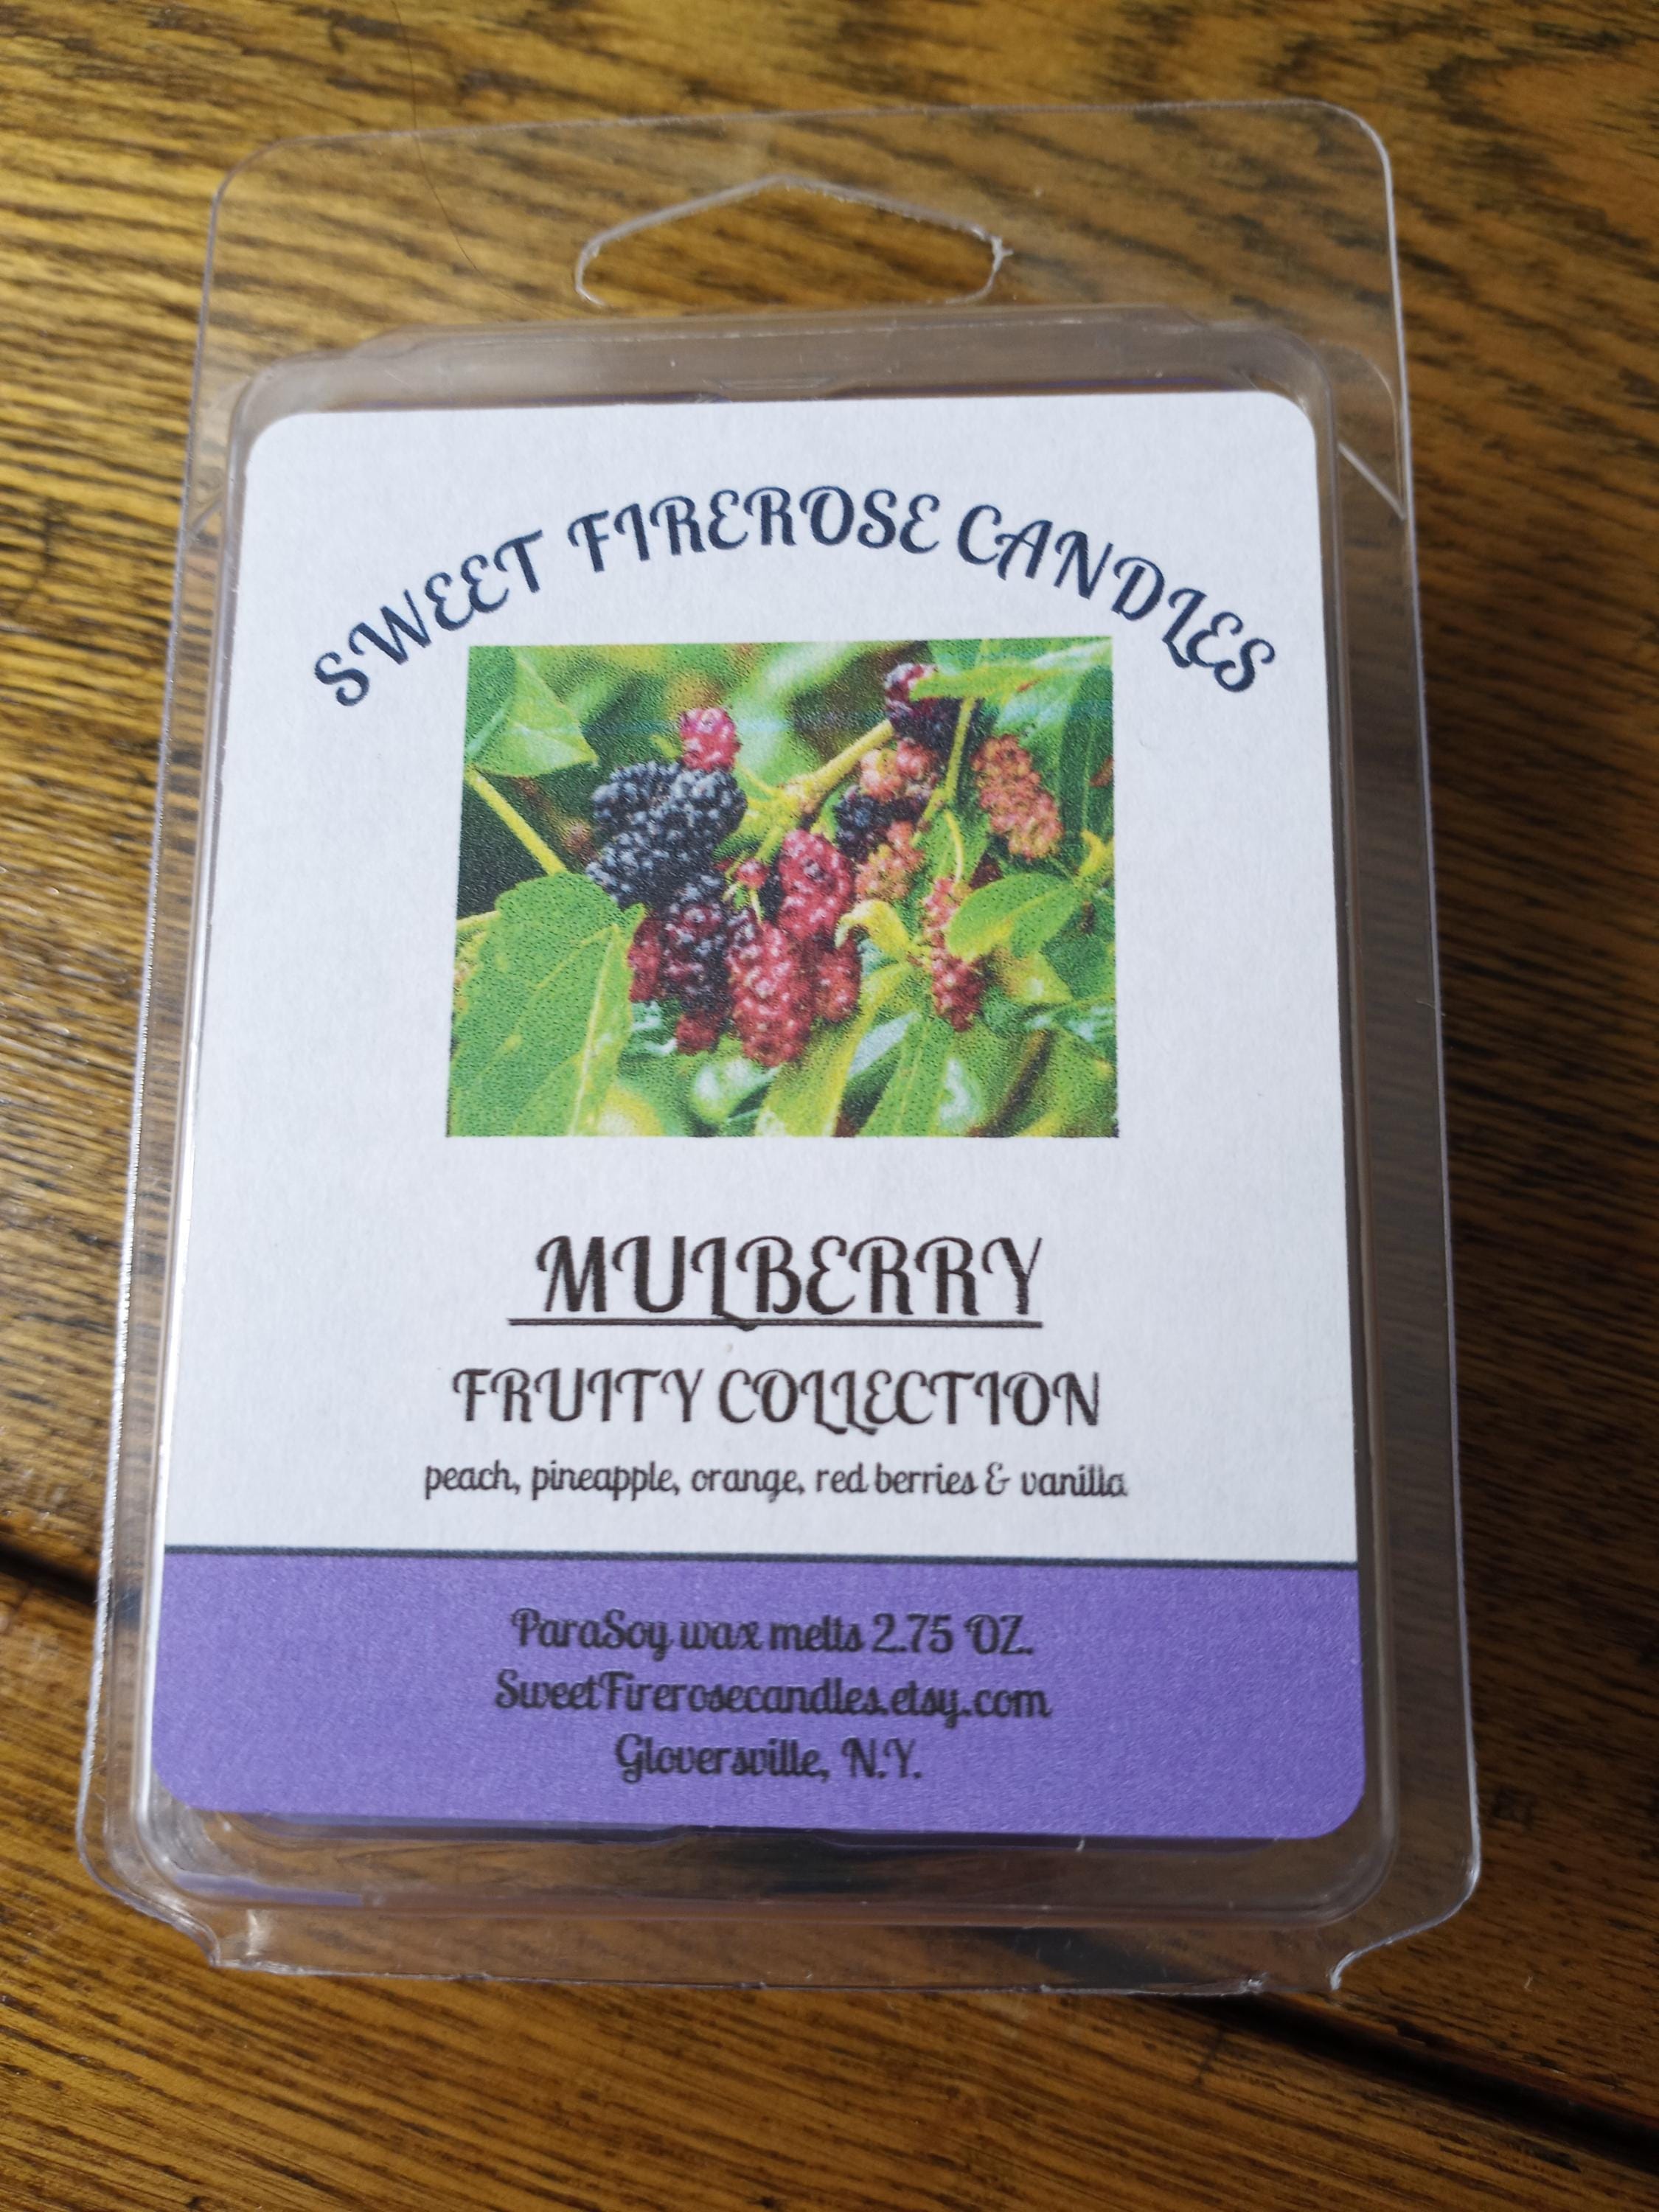 SWEET FIREROSE CANDLES
MULBERRY
FRUITY COLLECTION
peach, pineapple, orange, red berries & vanilla
ParaSoy wax melts 2.75 OZ.
SweetFirerosecandles.etsy.com
Gloversville, N.Y.